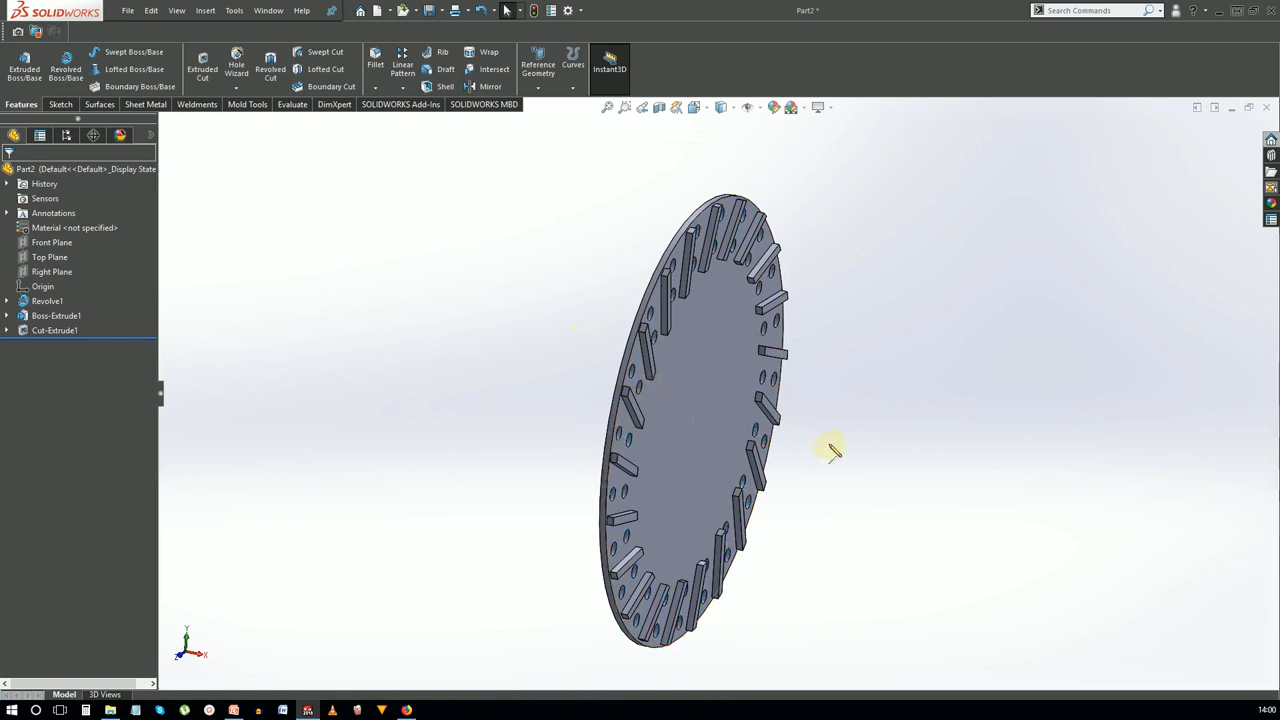 SOLIDWORKS File Edit View Insert Tools Window Help Part2 * Search Commands
Extruded Boss/Base
Revolved Boss/Base
Swept Boss/Base
Lofted Boss/Base
Boundary Boss/Base
Extruded Cut
Hole Wizard
Revolved Cut
Swept Cut
Lofted Cut
Boundary Cut
Fillet
Linear Pattern
Rib
Draft
Shell
Wrap
Intersect
Mirror
Reference Geometry
Curves
Instant3D
Features Sketch Surfaces Sheet Metal Weldments Mold Tools Evaluate DimXpert SOLIDWORKS Add-Ins SOLIDWORKS MBD
Part2 (Default<<Default>_Display State
History
Sensors
Annotations
Material <not specified>
Front Plane
Top Plane
Right Plane
Origin
Revolve1
Boss-Extrude1
Cut-Extrude1
Y
Z X
Model 3D Views
14:00